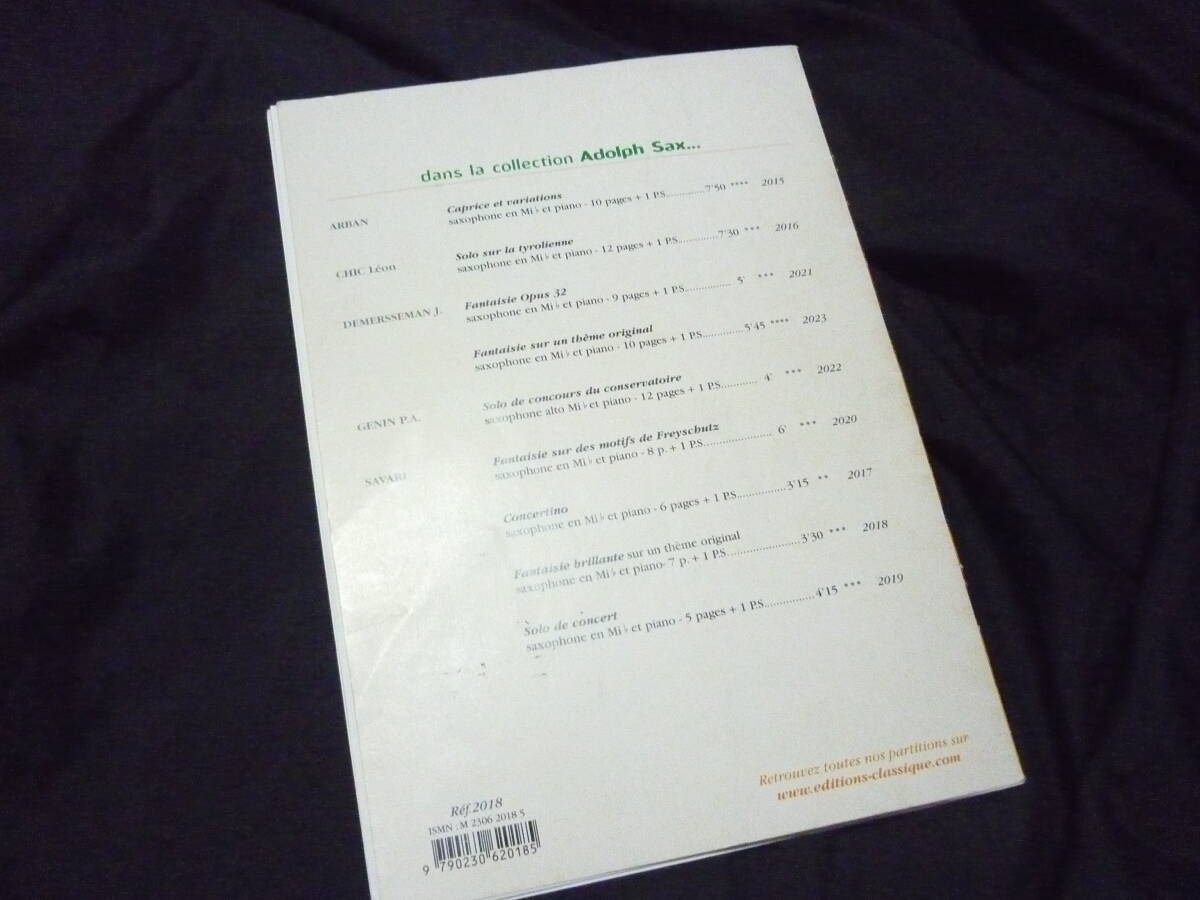 dans la collection Adolph Sax...
ARBAN Caprice et variations
saxophone en Mi♭ et piano - 10 pages + 1 P.S..............7'50 **** 2015
CHIC Léon Solo sur la tyrolienne
saxophone en Mi♭ et piano - 12 pages + 1 P.S.............7'30 *** 2016
DEMERSSEMAN J. Fantaisie Opus 32
saxophone en Mi♭ et piano - 9 pages + 1 P.S................ 5' *** 2021
Fantaisie sur un thème original
saxophone en Mi♭ et piano - 10 pages + 1 P.S.............5'45 **** 2023
GENIN P.A. Solo de concours du conservatoire
saxophone alto Mi♭ et piano - 12 pages + 1 P.S............ 4' *** 2022
SAVARI Fantaisie sur des motifs de Freyschutz
saxophone en Mi♭ et piano - 8 p. + 1 P.S...................... 6' *** 2020
Concertino
saxophone en Mi♭ et piano - 6 pages + 1 P.S.................3'15 ** 2017
Fantaisie brillante sur un thème original
saxophone en Mi♭ et piano- 7 p. + 1 P.S.......................3'30 *** 2018
Solo de concert
saxophone en Mi♭ et piano - 5 pages + 1 P.S.................4'15 *** 2019
Retrouvez toutes nos partitions sur
www.editions-classique.com
Réf.2018
ISMN : M 2306 2018 5
9 790230 620185